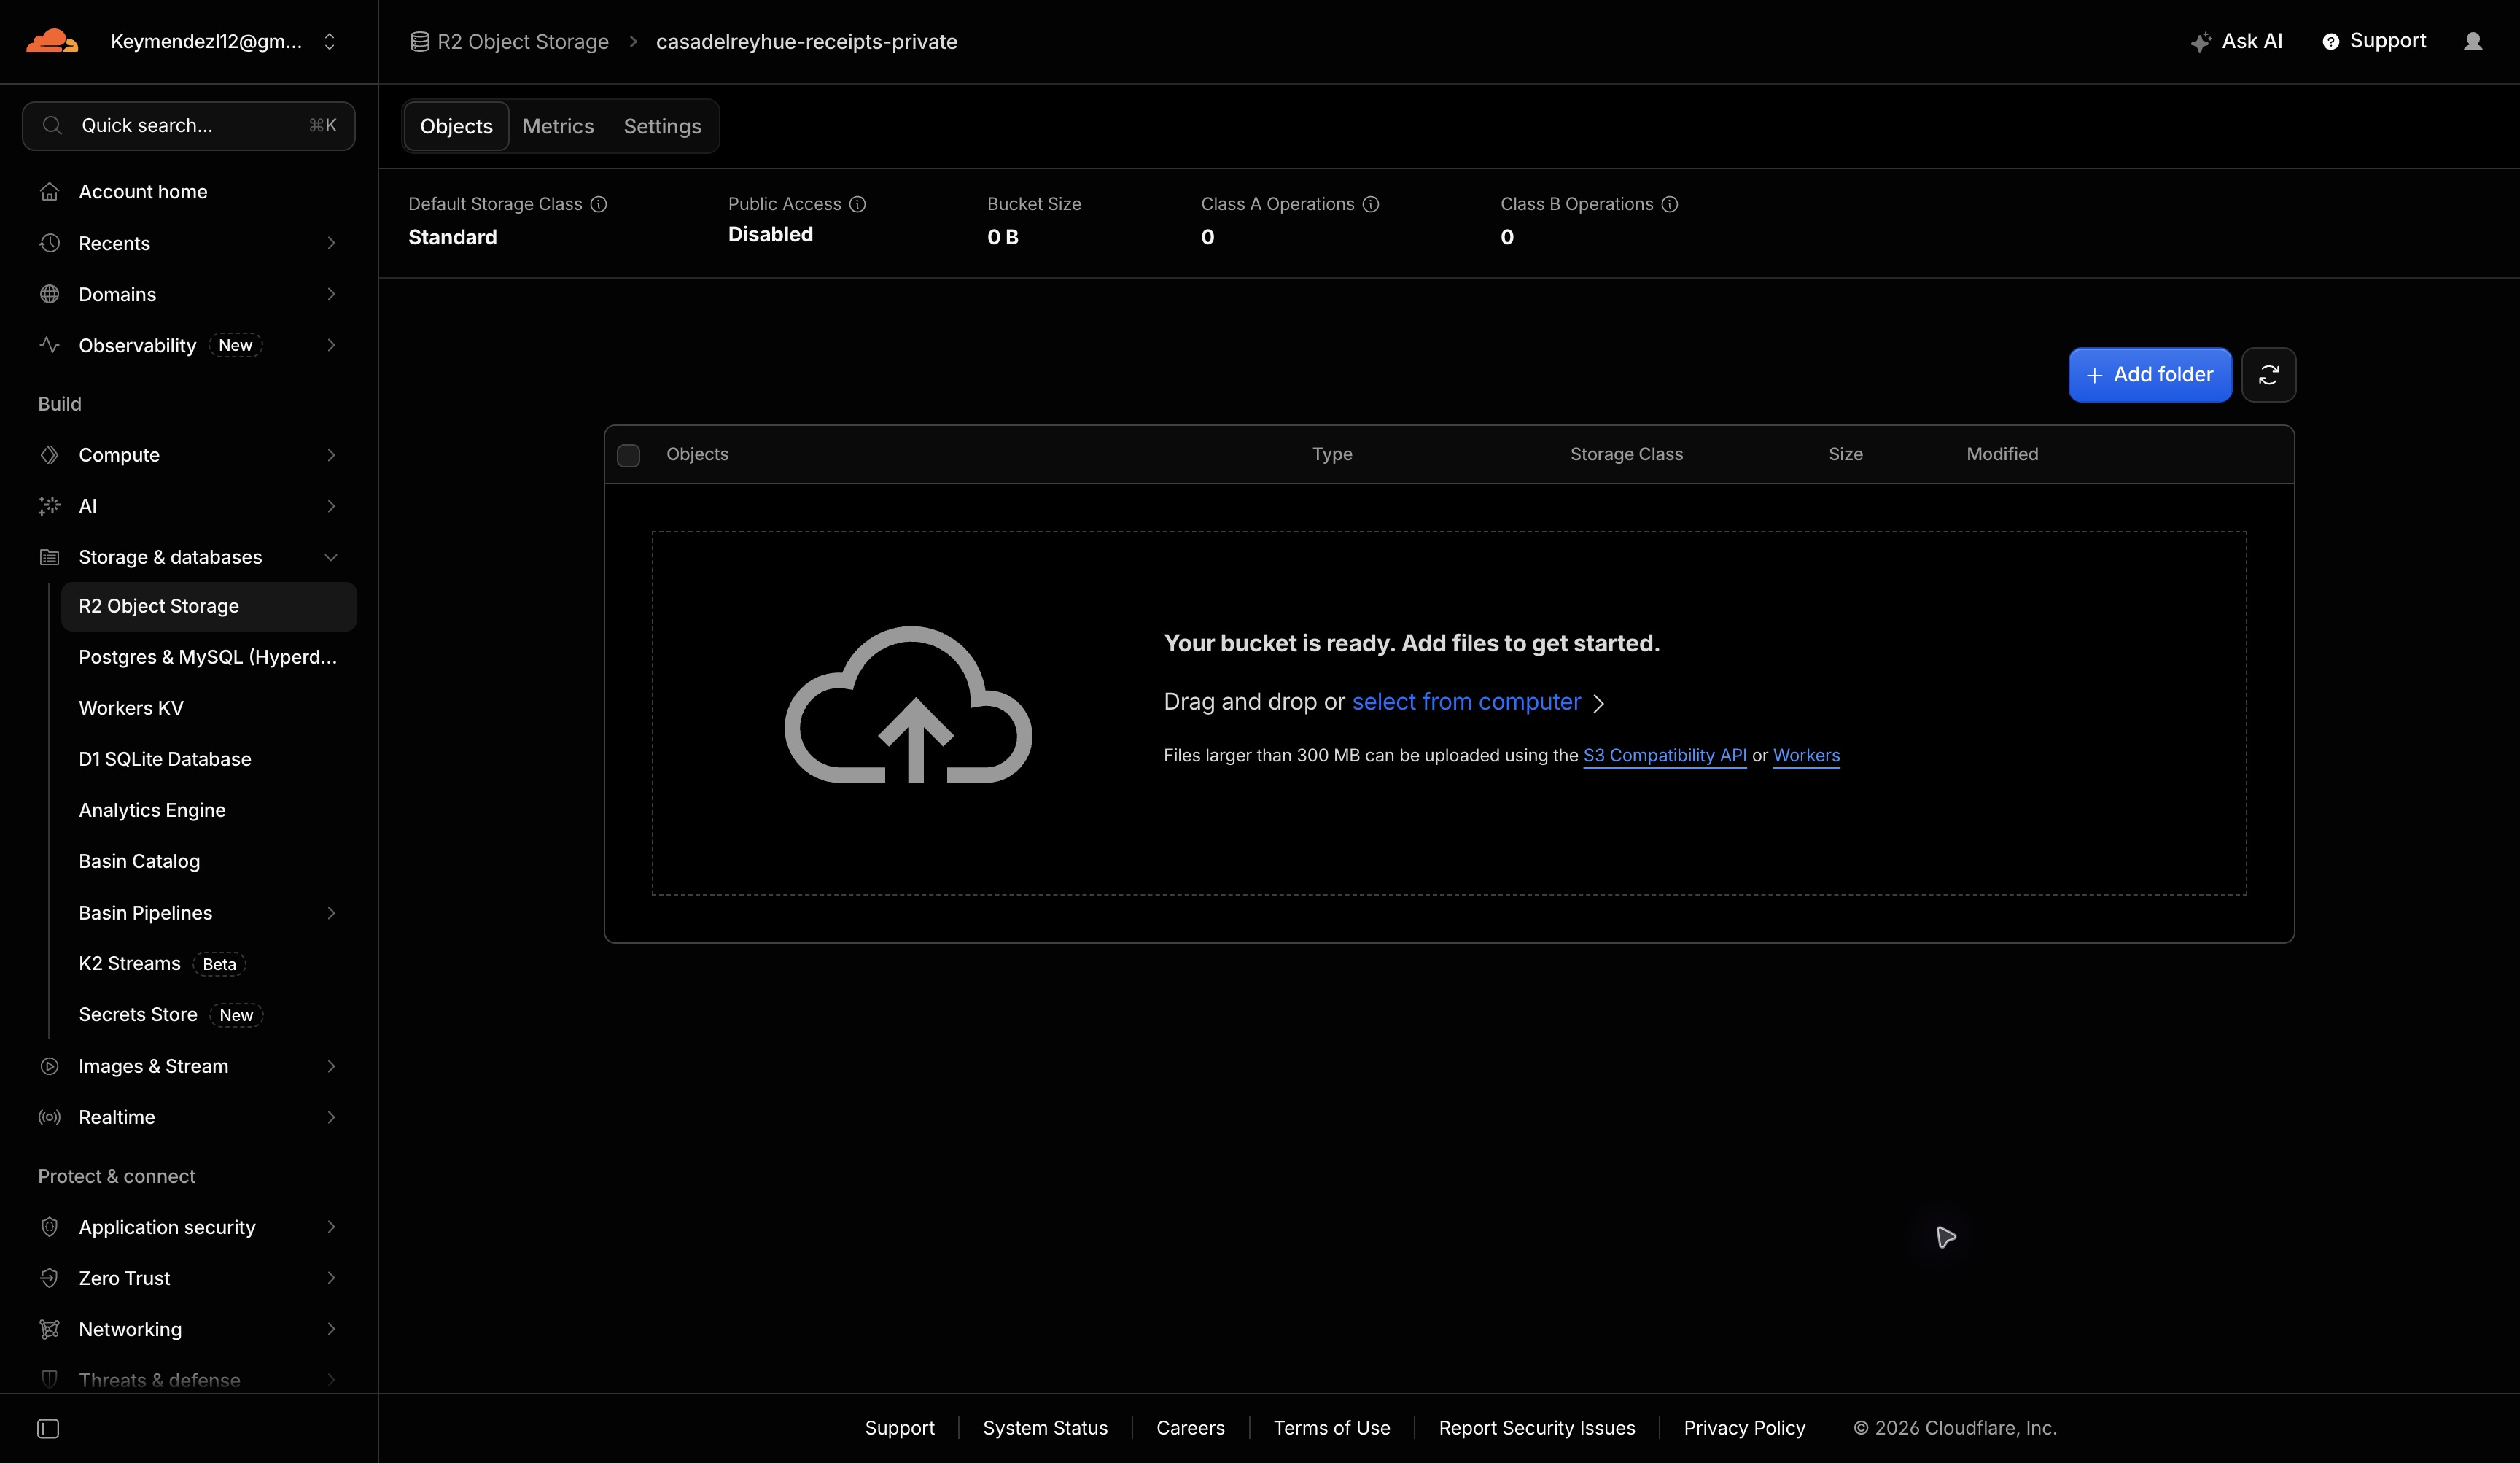 Keymendezl12@gm...
R2 Object Storage > casadelreyhue-receipts-private
Ask AI
Support
Quick search... ⌘K
Objects Metrics Settings
Account home
Recents
Domains
Observability New
Default Storage Class Public Access Bucket Size Class A Operations Class B Operations
Standard Disabled 0 B 0 0
Add folder
Build
Compute
AI
Storage & databases
R2 Object Storage
Postgres & MySQL (Hyperd...
Workers KV
D1 SQLite Database
Analytics Engine
Basin Catalog
Basin Pipelines
K2 Streams Beta
Secrets Store New
Images & Stream
Realtime
Protect & connect
Application security
Zero Trust
Networking
Threats & defense
Objects Type Storage Class Size Modified
Your bucket is ready. Add files to get started.
Drag and drop or select from computer
Files larger than 300 MB can be uploaded using the S3 Compatibility API or Workers
Support System Status Careers Terms of Use Report Security Issues Privacy Policy © 2026 Cloudflare, Inc.